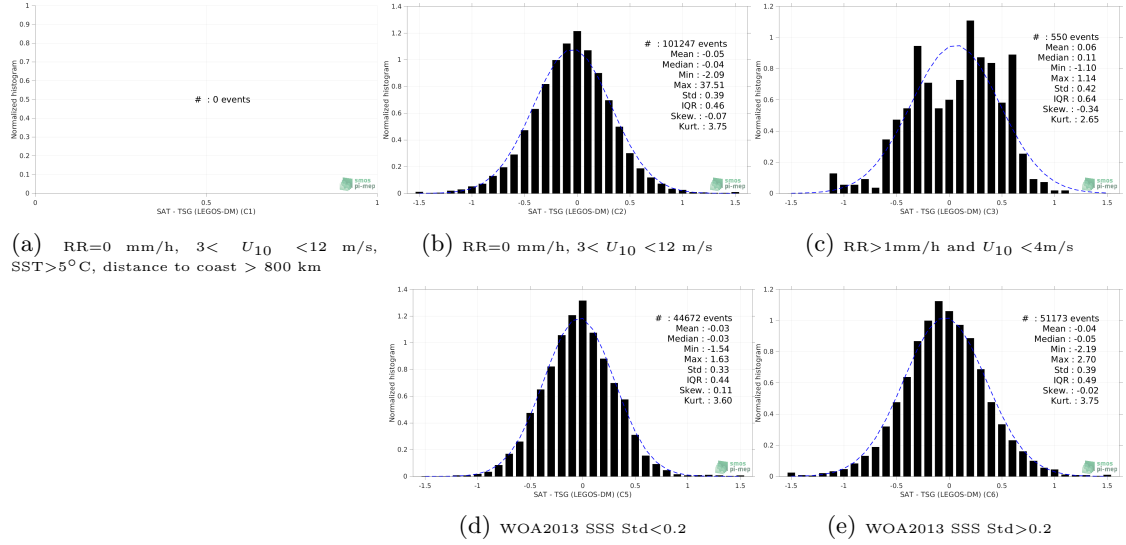 1
0.9
0.8
0.7
0.6
0.5
0.4
0.3
0.2
0.1
0
Normalized histogram
# : 0 events
smos
pi-mep
0 0.5 1
SAT - TSG (LEGOS-DM) (C1)
(a) RR=0 mm/h, 3< U10 <12 m/s,
SST>5°C, distance to coast > 800 km
1.4
1.2
1
0.8
0.6
0.4
0.2
0
Normalized histogram
# : 101247 events
Mean : -0.05
Median : -0.04
Min : -2.09
Max : 37.51
Std : 0.39
IQR : 0.46
Skew. : -0.07
Kurt. : 3.75
smos
pi-mep
-1.5 -1 -0.5 0 0.5 1 1.5
SAT - TSG (LEGOS-DM) (C2)
(b) RR=0 mm/h, 3< U10 <12 m/s
1.2
1
0.8
0.6
0.4
0.2
0
Normalized histogram
# : 550 events
Mean : 0.06
Median : 0.11
Min : -1.10
Max : 1.14
Std : 0.42
IQR : 0.64
Skew. : -0.34
Kurt. : 2.65
smos
pi-mep
-1.5 -1 -0.5 0 0.5 1 1.5
SAT - TSG (LEGOS-DM) (C3)
(c) RR>1mm/h and U10 <4m/s
1.4
1.2
1
0.8
0.6
0.4
0.2
0
Normalized histogram
# : 44672 events
Mean : -0.03
Median : -0.03
Min : -1.54
Max : 1.63
Std : 0.33
IQR : 0.44
Skew. : 0.11
Kurt. : 3.60
smos
pi-mep
-1.5 -1 -0.5 0 0.5 1 1.5
SAT - TSG (LEGOS-DM) (C5)
(d) WOA2013 SSS Std<0.2
1.2
1
0.8
0.6
0.4
0.2
0
Normalized histogram
# : 51173 events
Mean : -0.04
Median : -0.05
Min : -2.19
Max : 2.70
Std : 0.39
IQR : 0.49
Skew. : -0.02
Kurt. : 3.75
smos
pi-mep
-1.5 -1 -0.5 0 0.5 1 1.5
SAT - TSG (LEGOS-DM) (C6)
(e) WOA2013 SSS Std>0.2